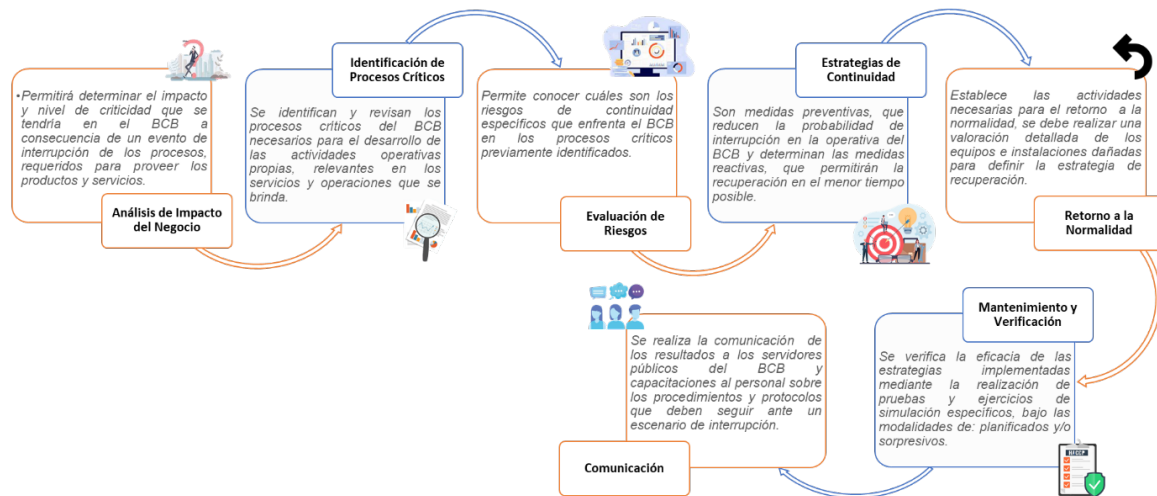 •Permitirá determinar el impacto
y nivel de criticidad que se
tendría en el BCB a
consecuencia de un evento de
interrupción de los procesos,
requeridos para proveer los
productos y servicios.
Análisis de Impacto
del Negocio
Identificación de
Procesos Críticos
Se identifican y revisan los
procesos críticos del BCB
necesarios para el desarrollo de
las actividades operativas
propias, relevantes en los
servicios y operaciones que se
brinda.
Permite conocer cuáles son los
riesgos de continuidad
específicos que enfrenta el BCB
en los procesos críticos
previamente identificados.
Evaluación de
Riesgos
Estrategias de
Continuidad
Son medidas preventivas, que
reducen la probabilidad de
interrupción en la operativa del
BCB y determinan las medidas
reactivas, que permitirán la
recuperación en el menor tiempo
posible.
Establece las actividades
necesarias para el retorno a la
normalidad, se debe realizar una
valoración detallada de los
equipos e instalaciones dañadas
para definir la estrategia de
recuperación.
Retorno a la
Normalidad
Mantenimiento y
Verificación
Se verifica la eficacia de las
estrategias implementadas
mediante la realización de
pruebas y ejercicios de
simulación específicos, bajo las
modalidades de: planificados y/o
sorpresivos.
Se realiza la comunicación de
los resultados a los servidores
públicos del BCB y
capacitaciones al personal sobre
los procedimientos y protocolos
que deben seguir ante un
escenario de interrupción.
Comunicación